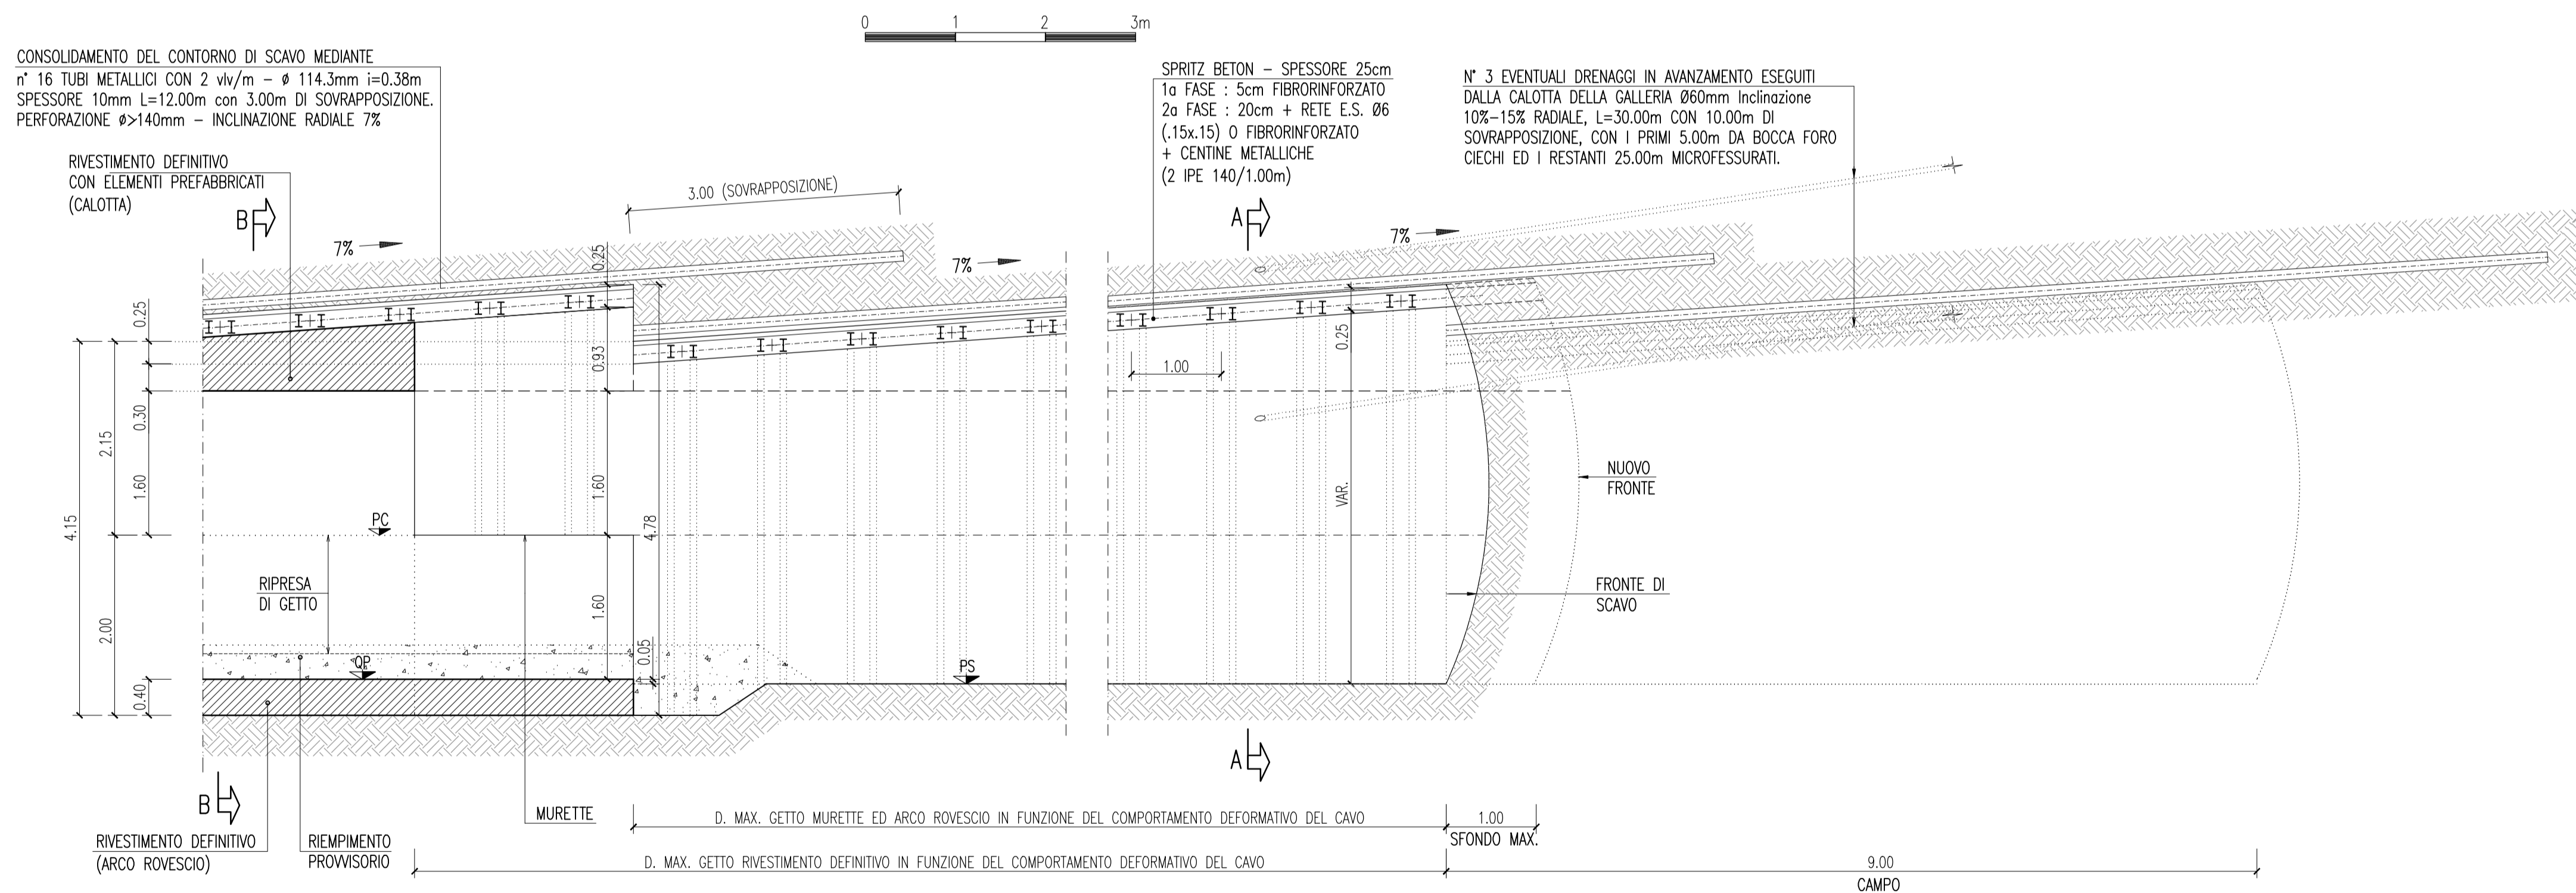 0 1 2 3m
CONSOLIDAMENTO DEL CONTORNO DI SCAVO MEDIANTE
n° 16 TUBI METALLICI CON 2 vlv/m – ø 114.3mm i=0.38m
SPESSORE 10mm L=12.00m con 3.00m DI SOVRAPPOSIZIONE.
PERFORAZIONE ø>140mm – INCLINAZIONE RADIALE 7%
RIVESTIMENTO DEFINITIVO
CON ELEMENTI PREFABBRICATI
(CALOTTA)
SPRITZ BETON – SPESSORE 25cm
1a FASE : 5cm FIBRORINFORZATO
2a FASE : 20cm + RETE E.S. Ø6
(.15x.15) O FIBRORINFORZATO
+ CENTINE METALLICHE
(2 IPE 140/1.00m)
N° 3 EVENTUALI DRENAGGI IN AVANZAMENTO ESEGUITI
DALLA CALOTTA DELLA GALLERIA Ø60mm Inclinazione
10%–15% RADIALE, L=30.00m CON 10.00m DI
SOVRAPPOSIZIONE, CON I PRIMI 5.00m DA BOCCA FORO
CIECHI ED I RESTANTI 25.00m MICROFESSURATI.
3.00 (SOVRAPPOSIZIONE)
B
A
7%
7%
7%
0.25
0.25
0.93
0.25
1.00
0.30
2.15
1.60
1.60
4.15
4.78
VAR.
NUOVO
FRONTE
PC
RIPRESA
DI GETTO
1.60
FRONTE DI
SCAVO
2.00
0.05
QP
PS
0.40
A
B
MURETTE
RIVESTIMENTO DEFINITIVO
(ARCO ROVESCIO)
RIEMPIMENTO
PROVVISORIO
D. MAX. GETTO MURETTE ED ARCO ROVESCIO IN FUNZIONE DEL COMPORTAMENTO DEFORMATIVO DEL CAVO
1.00
SFONDO MAX.
D. MAX. GETTO RIVESTIMENTO DEFINITIVO IN FUNZIONE DEL COMPORTAMENTO DEFORMATIVO DEL CAVO
9.00
CAMPO